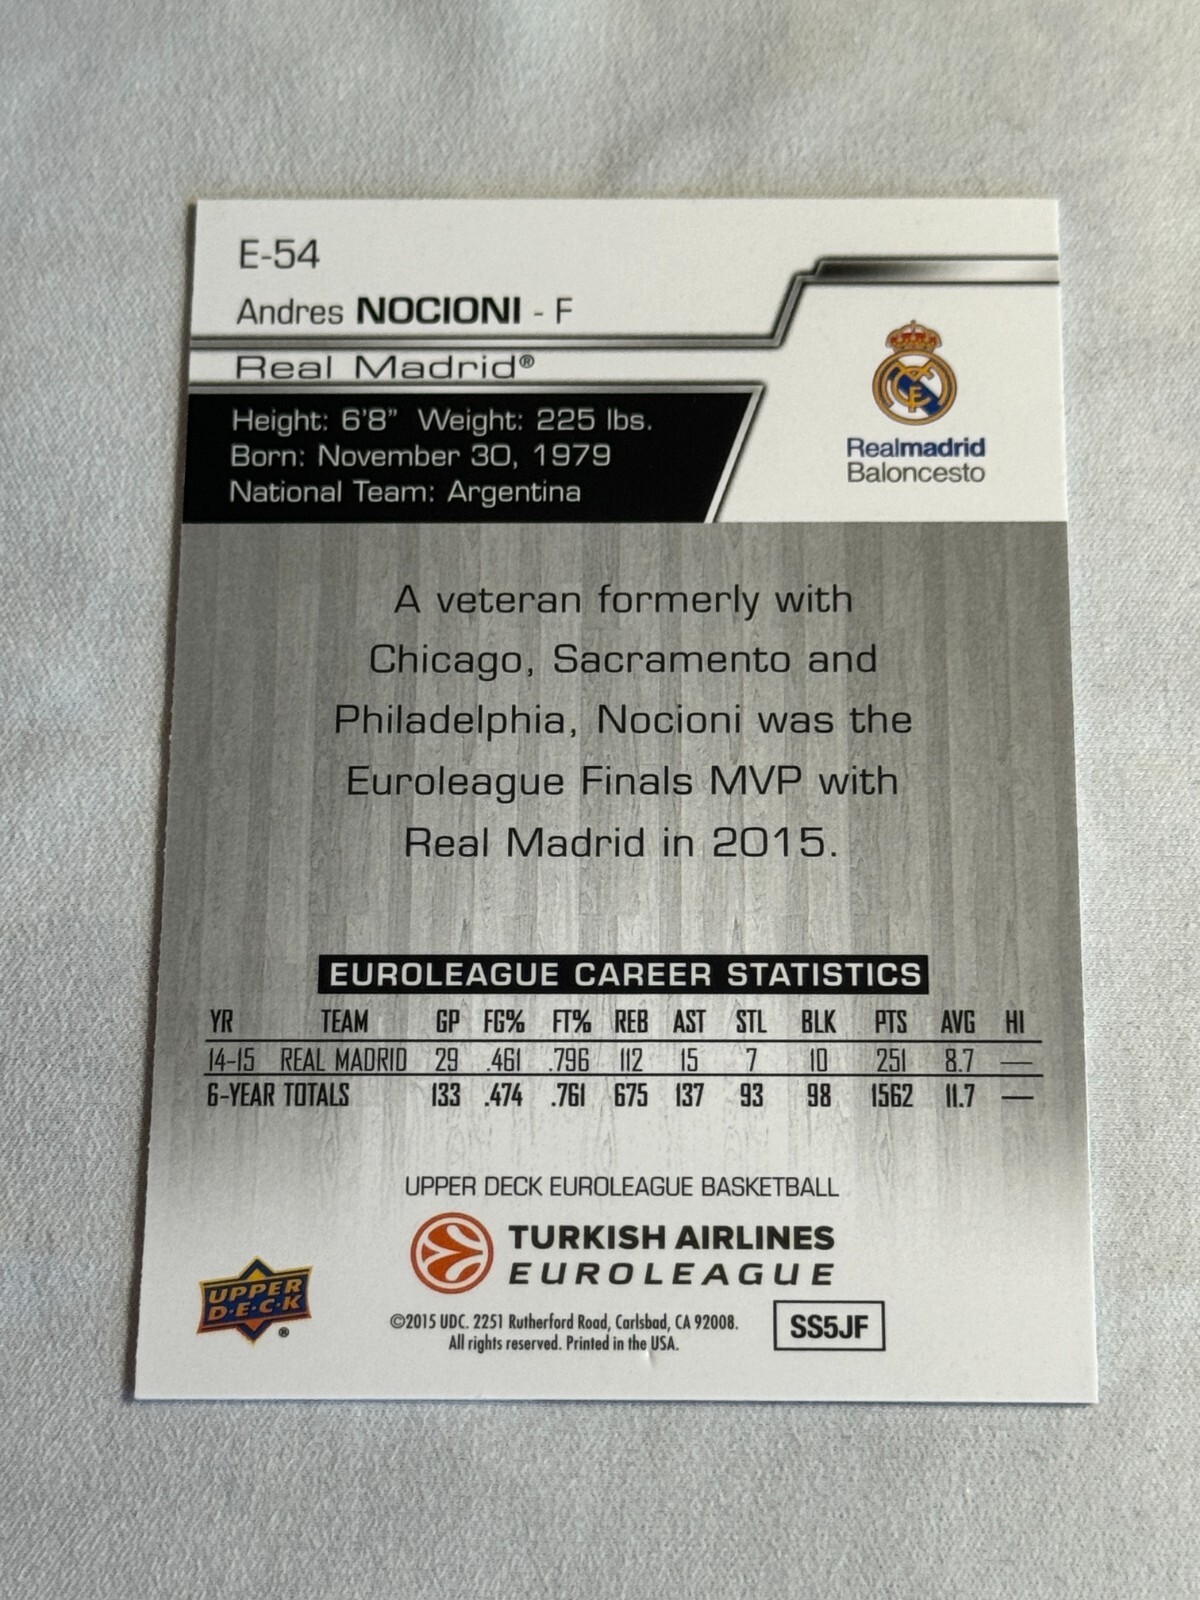 E-54
Andres NOCIONI - F
Real Madrid®
Height: 6'8" Weight: 225 lbs.
Born: November 30, 1979
National Team: Argentina
Realmadrid
Baloncesto
A veteran formerly with
Chicago, Sacramento and
Philadelphia, Nocioni was the
Euroleague Finals MVP with
Real Madrid in 2015.
EUROLEAGUE CAREER STATISTICS
YR TEAM GP FG% FT% REB AST STL BLK PTS AVG HI
14-15 REAL MADRID 29 .461 .796 112 15 7 10 251 8.7 —
6-YEAR TOTALS 133 .474 .761 675 137 93 98 1562 11.7 —
UPPER DECK EUROLEAGUE BASKETBALL
TURKISH AIRLINES
EUROLEAGUE
UPPER
D·E·C·K
®
©2015 UDC. 2251 Rutherford Road, Carlsbad, CA 92008.
All rights reserved. Printed in the USA.
SS5JF